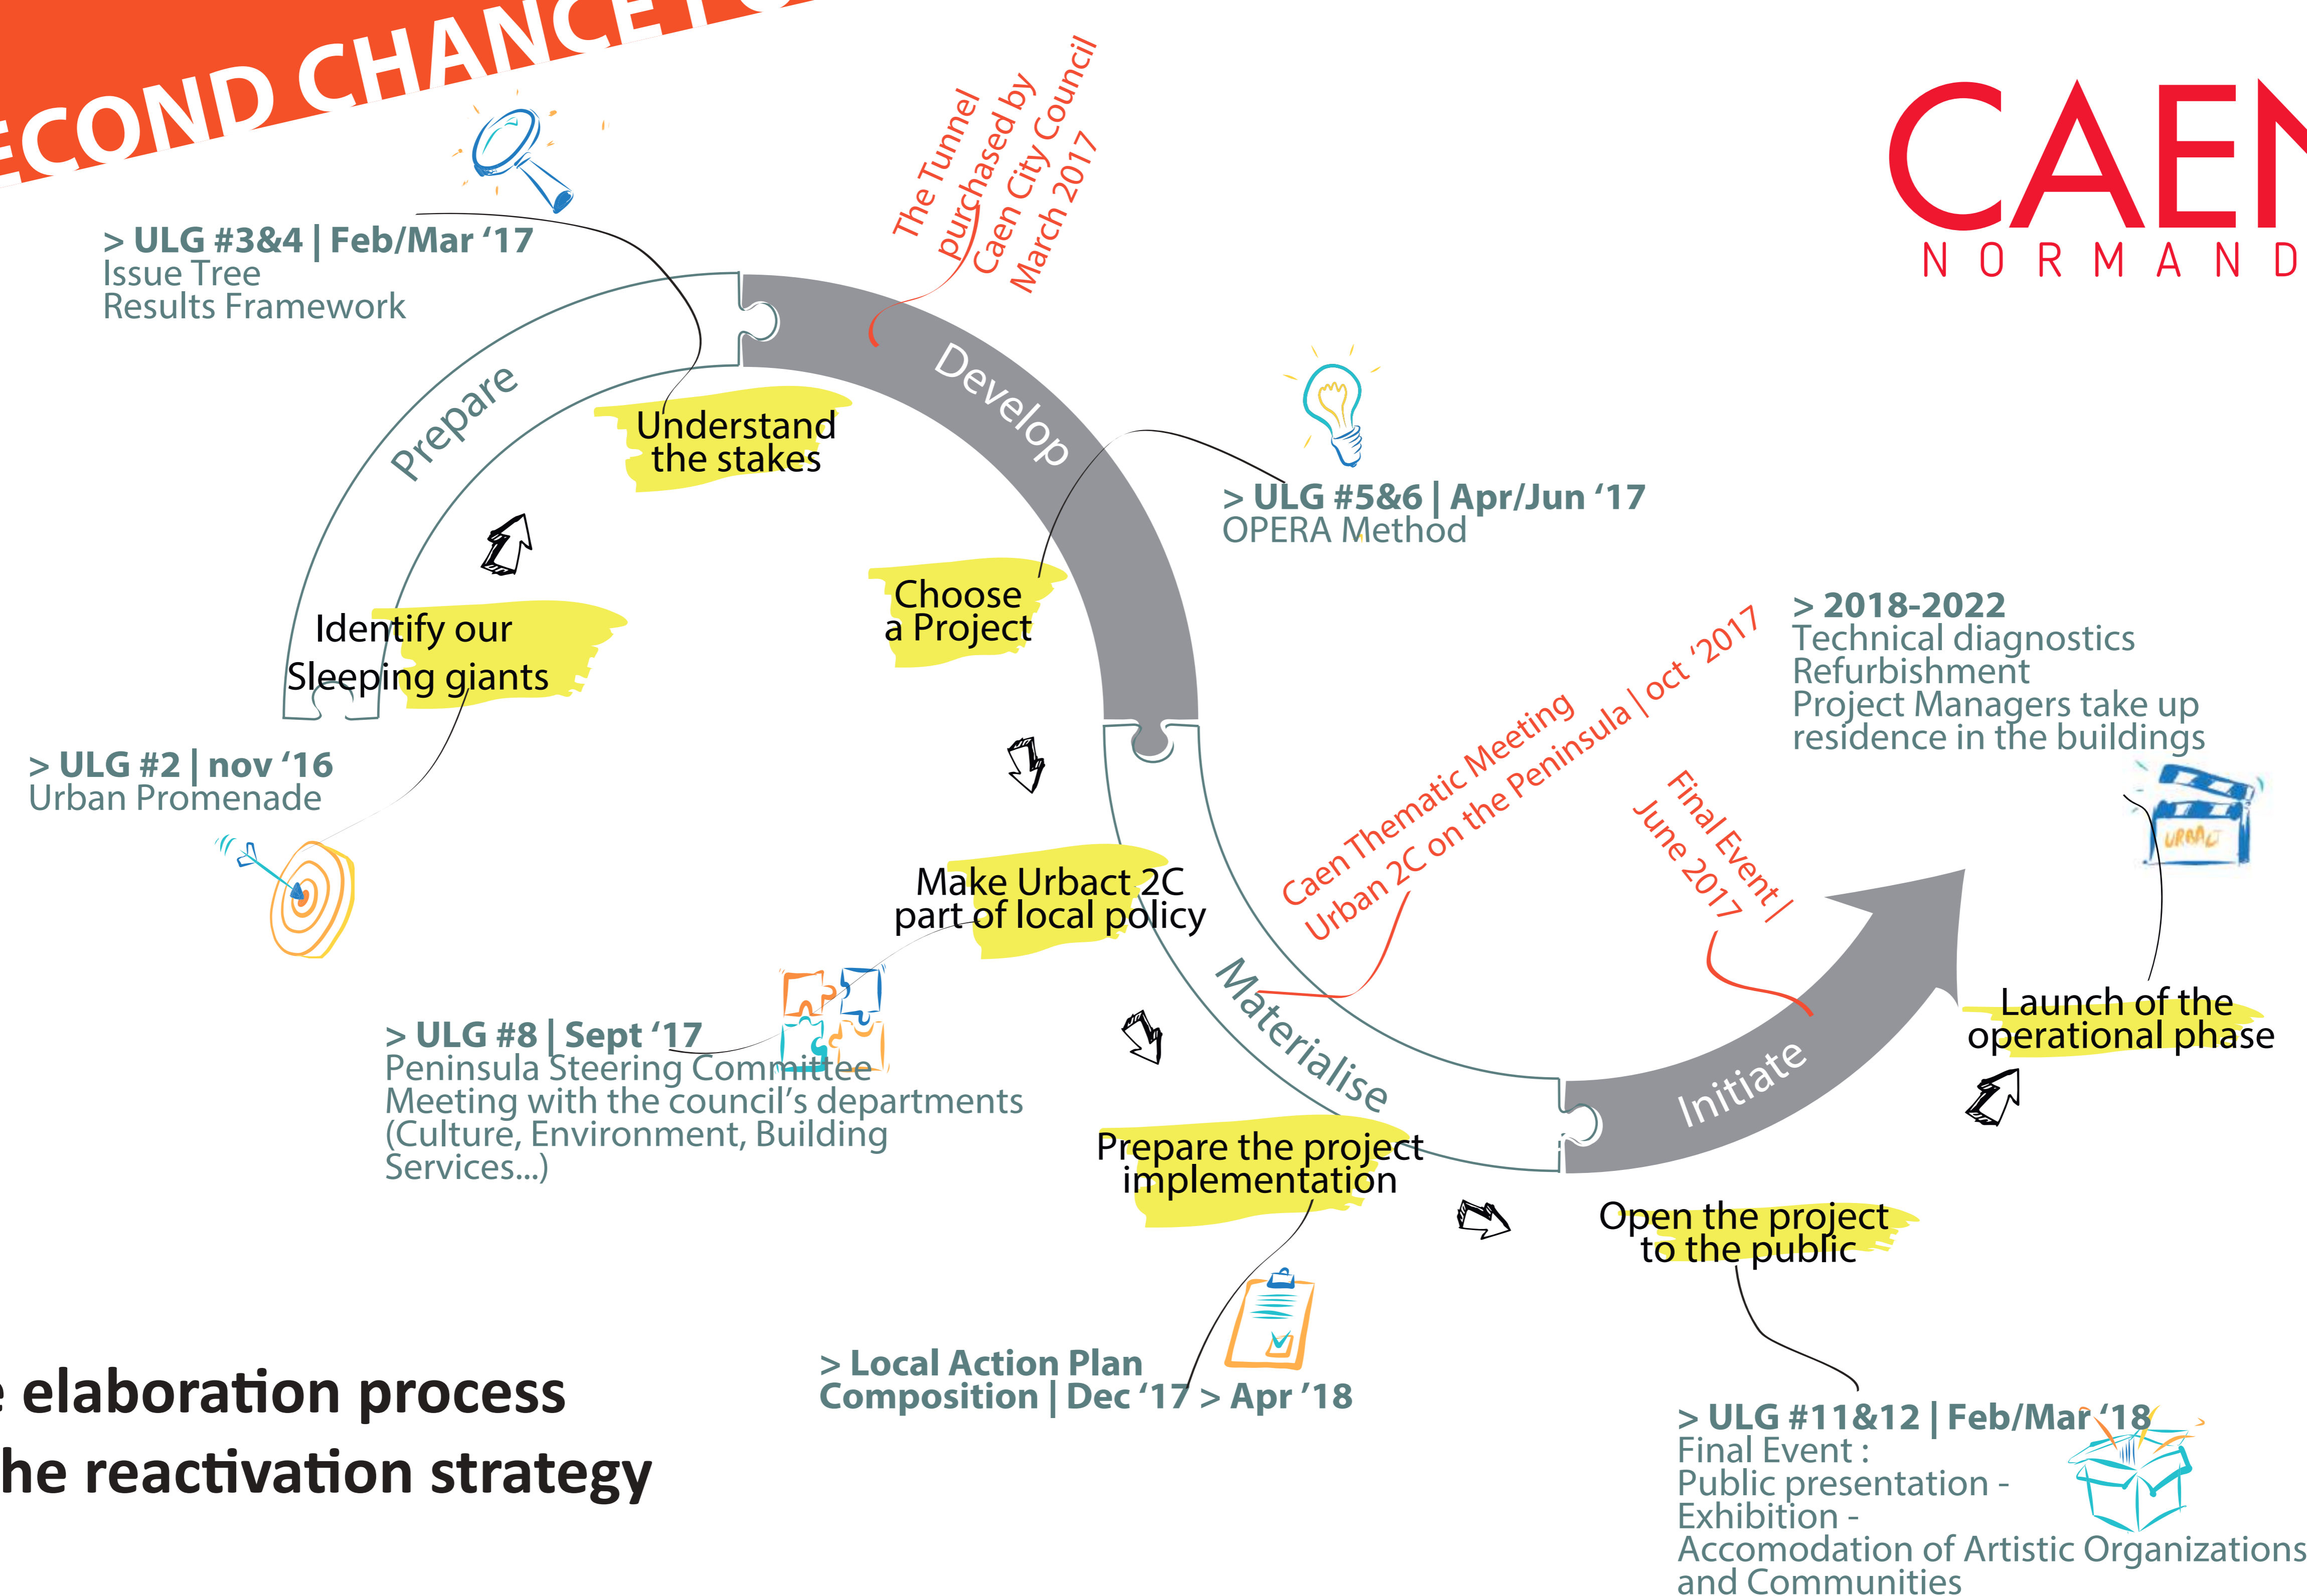 ECOND CHANCE FO
CAEN
NORMAND
> ULG #3&4 | Feb/Mar ‘17
Issue Tree
Results Framework
The Tunnel
purchased by
Caen City Council
March 2017
Prepare
Develop
Understand
the stakes
> ULG #5&6 | Apr/Jun ‘17
OPERA Method
Identify our
Sleeping giants
Choose
a Project
> ULG #2 | nov ‘16
Urban Promenade
> 2018-2022
Technical diagnostics
Refurbishment
Project Managers take up
residence in the buildings
URBACT
Caen Thematic Meeting
Urban 2C on the Peninsula | oct ‘2017
Final Event |
June 2017
Make Urbact 2C
part of local policy
Materialise
Initiate
Launch of the
operational phase
> ULG #8 | Sept ‘17
Peninsula Steering Committee
Meeting with the council’s departments
(Culture, Environment, Building
Services...)
Prepare the project
implementation
Open the project
to the public
> Local Action Plan
Composition | Dec ‘17 > Apr ’18
> ULG #11&12 | Feb/Mar ‘18
Final Event :
Public presentation -
Exhibition -
Accomodation of Artistic Organizations
and Communities
e elaboration process
he reactivation strategy